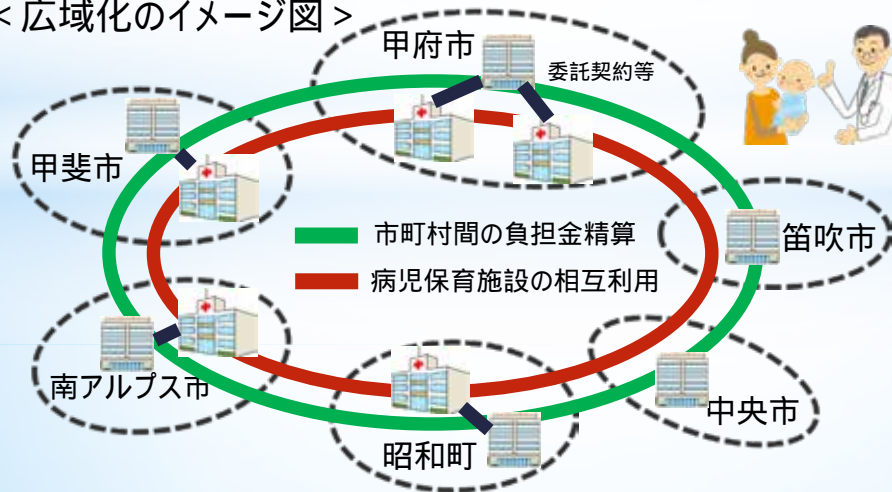 <広域化のイメージ図>
甲府市
委託契約等
甲斐市
市町村間の負担金精算
笛吹市
病児保育施設の相互利用
南アルプス市
中央市
昭和町